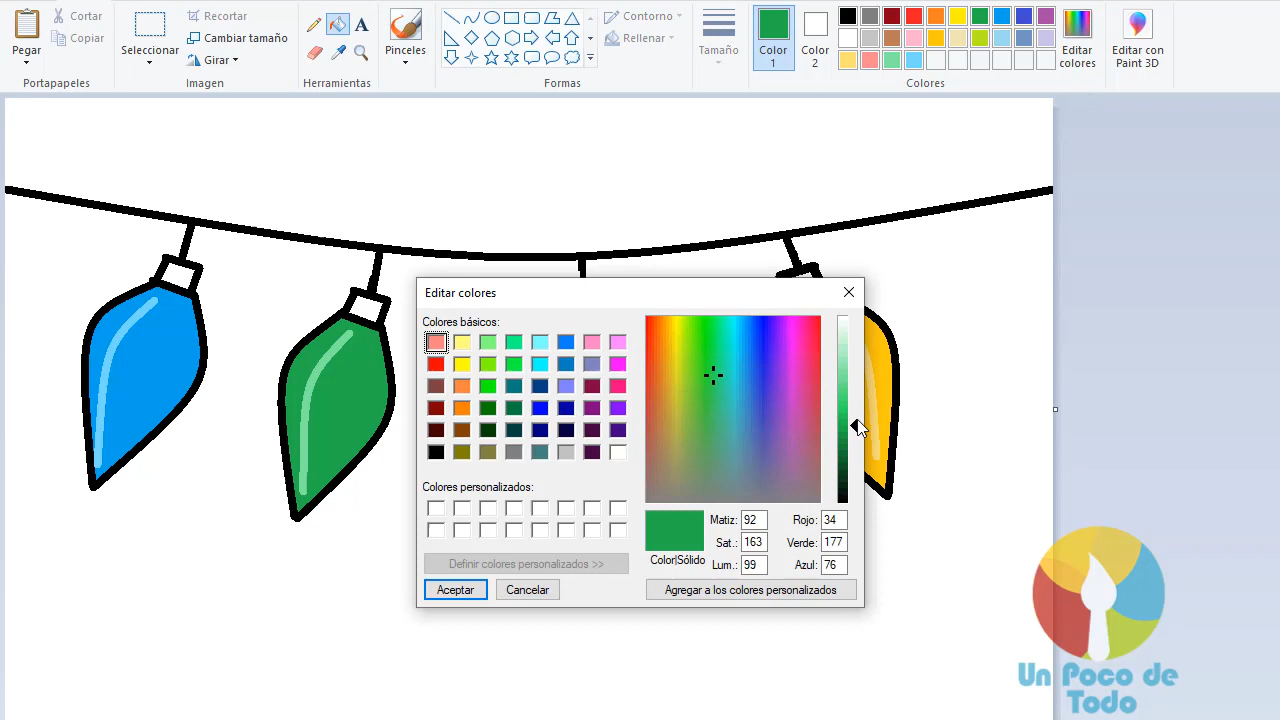 Cortar
Recortar
Contorno
Pegar
Copiar
Seleccionar
Cambiar tamaño
Girar
A
Pinceles
Rellenar
Tamaño
Color 1
Color 2
Editar colores
Editar con Paint 3D
Portapapeles
Imagen
Herramientas
Formas
Colores
Editar colores
Colores básicos:
Colores personalizados:
Matiz: 92
Rojo: 34
Sat.: 163
Verde: 177
Color|Sólido
Lum.: 99
Azul: 76
Definir colores personalizados >>
Aceptar
Cancelar
Agregar a los colores personalizados
Un Poco de
Todo